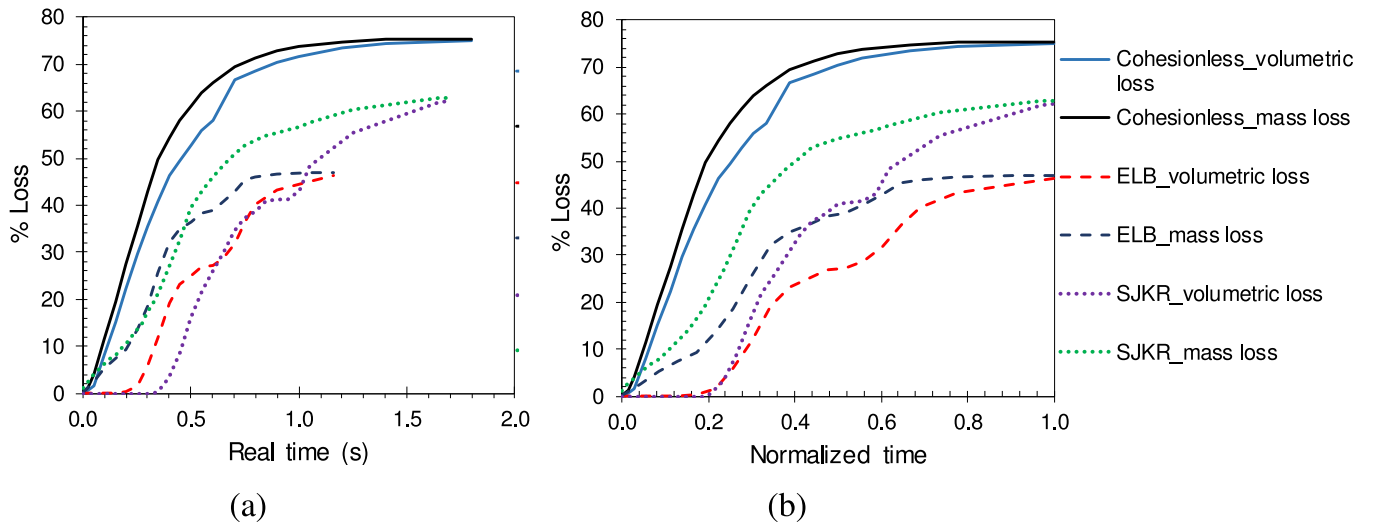 % Loss
80
70
60
50
40
30
20
10
0
0.0 0.5 1.0 1.5 2.0
Real time (s)
(a)
% Loss
80
70
60
50
40
30
20
10
0
0.0 0.2 0.4 0.6 0.8 1.0
Normalized time
(b)
Cohesionless_volumetric
loss
Cohesionless_mass loss
ELB_volumetric loss
ELB_mass loss
SJKR_volumetric loss
SJKR_mass loss